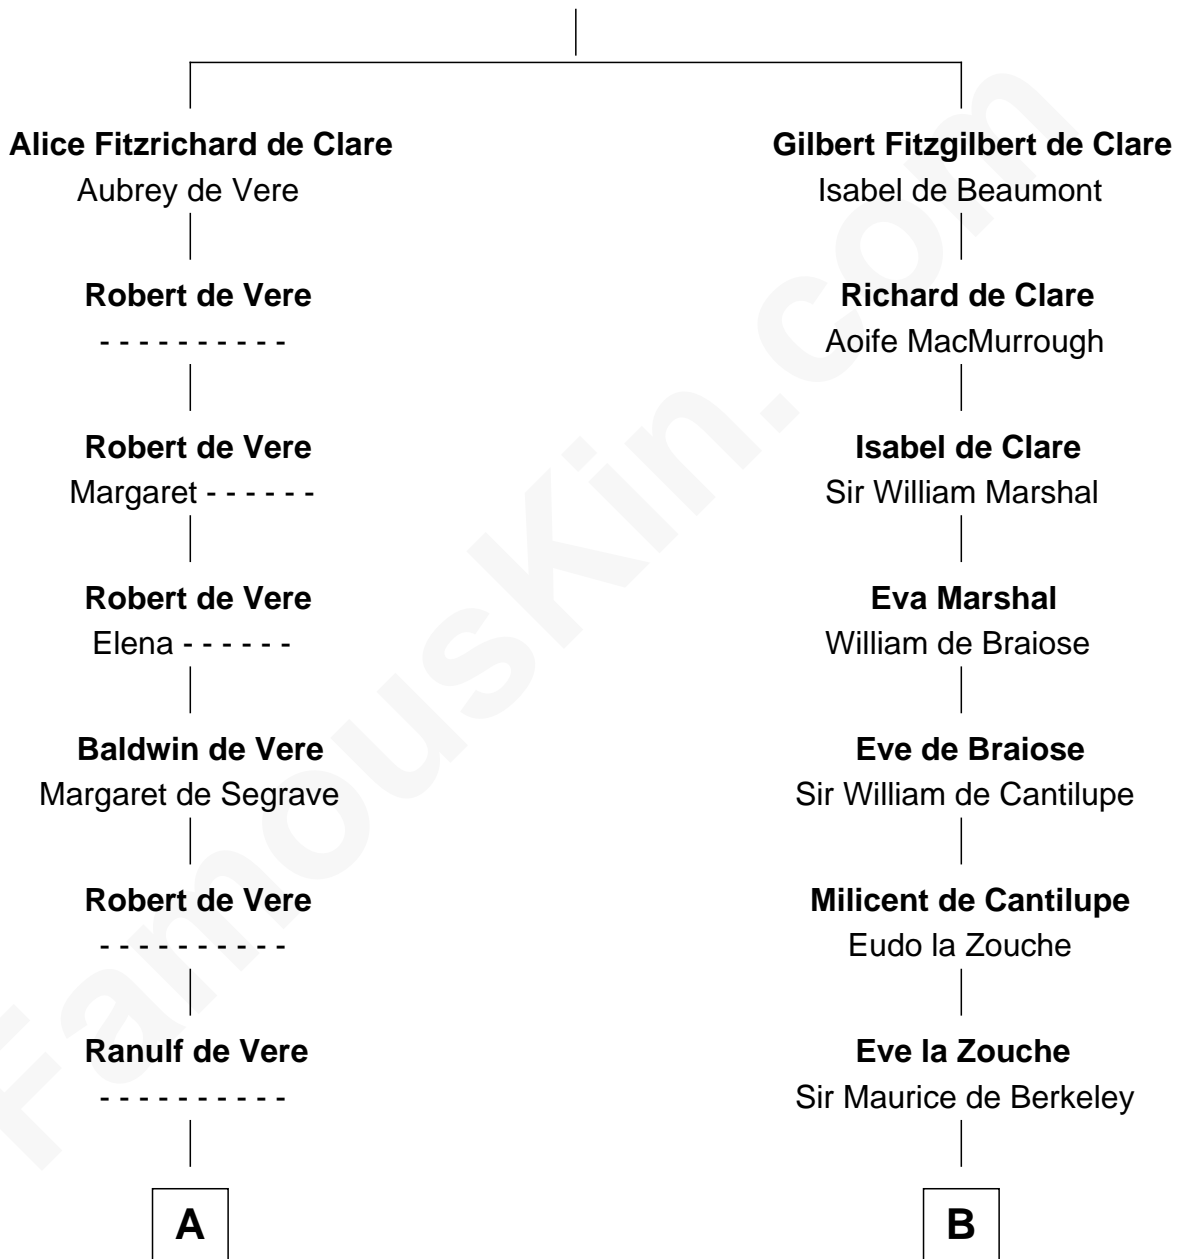 Alice Fitzrichard de Clare
Aubrey de Vere
Robert de Vere
- - - - - - - - - -
Robert de Vere
Margaret - - - - - -
Robert de Vere
Elena - - - - - -
Baldwin de Vere
Margaret de Segrave
Robert de Vere
- - - - - - - - - -
Ranulf de Vere
- - - - - - - - - -
A
Gilbert Fitzgilbert de Clare
Isabel de Beaumont
Richard de Clare
Aoife MacMurrough
Isabel de Clare
Sir William Marshal
Eva Marshal
William de Braiose
Eve de Braiose
Sir William de Cantilupe
Milicent de Cantilupe
Eudo la Zouche
Eve la Zouche
Sir Maurice de Berkeley
B
FamousKin.com